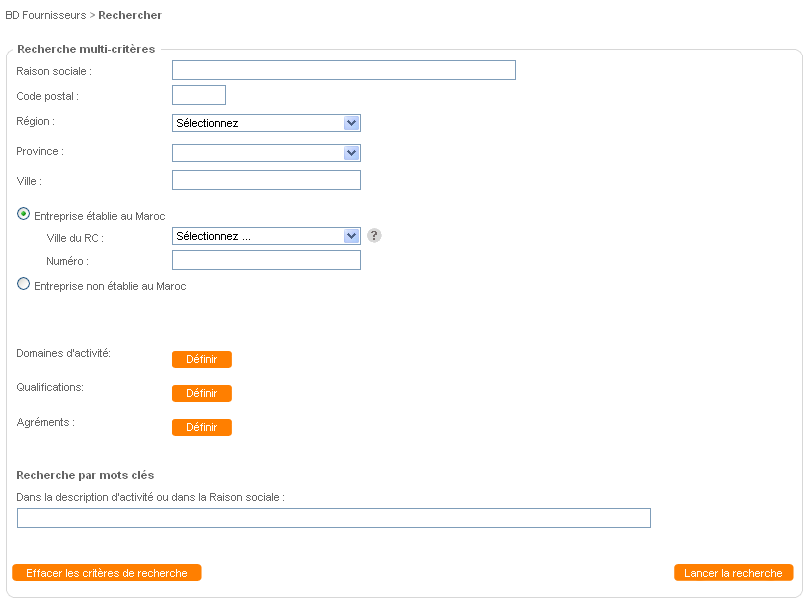 BD Fournisseurs > Rechercher
Recherche multi-critères
Raison sociale :
Code postal :
Région : Sélectionnez
Province :
Ville :
Entreprise établie au Maroc
Ville du RC : Sélectionnez ... ?
Numéro :
Entreprise non établie au Maroc
Domaines d'activité: Définir
Qualifications: Définir
Agréments : Définir
Recherche par mots clés
Dans la description d'activité ou dans la Raison sociale :
Effacer les critères de recherche Lancer la recherche